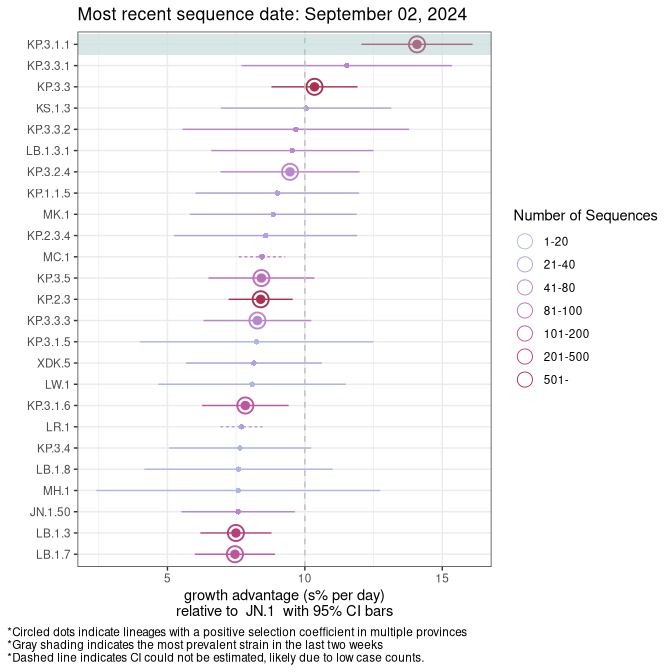 Most recent sequence date: September 02, 2024
KP.3.1.1
KP.3.3.1
KP.3.3
KS.1.3
KP.3.3.2
LB.1.3.1
KP.3.2.4
KP.1.1.5
MK.1
KP.2.3.4
MC.1
KP.3.5
KP.2.3
KP.3.3.3
KP.3.1.5
XDK.5
LW.1
KP.3.1.6
LR.1
KP.3.4
LB.1.8
MH.1
JN.1.50
LB.1.3
LB.1.7
5 10 15
growth advantage (s% per day)
relative to JN.1 with 95% CI bars
Number of Sequences
1-20
21-40
41-80
81-100
101-200
201-500
501-
*Circled dots indicate lineages with a positive selection coefficient in multiple provinces
*Gray shading indicates the most prevalent strain in the last two weeks
*Dashed line indicates CI could not be estimated, likely due to low case counts.